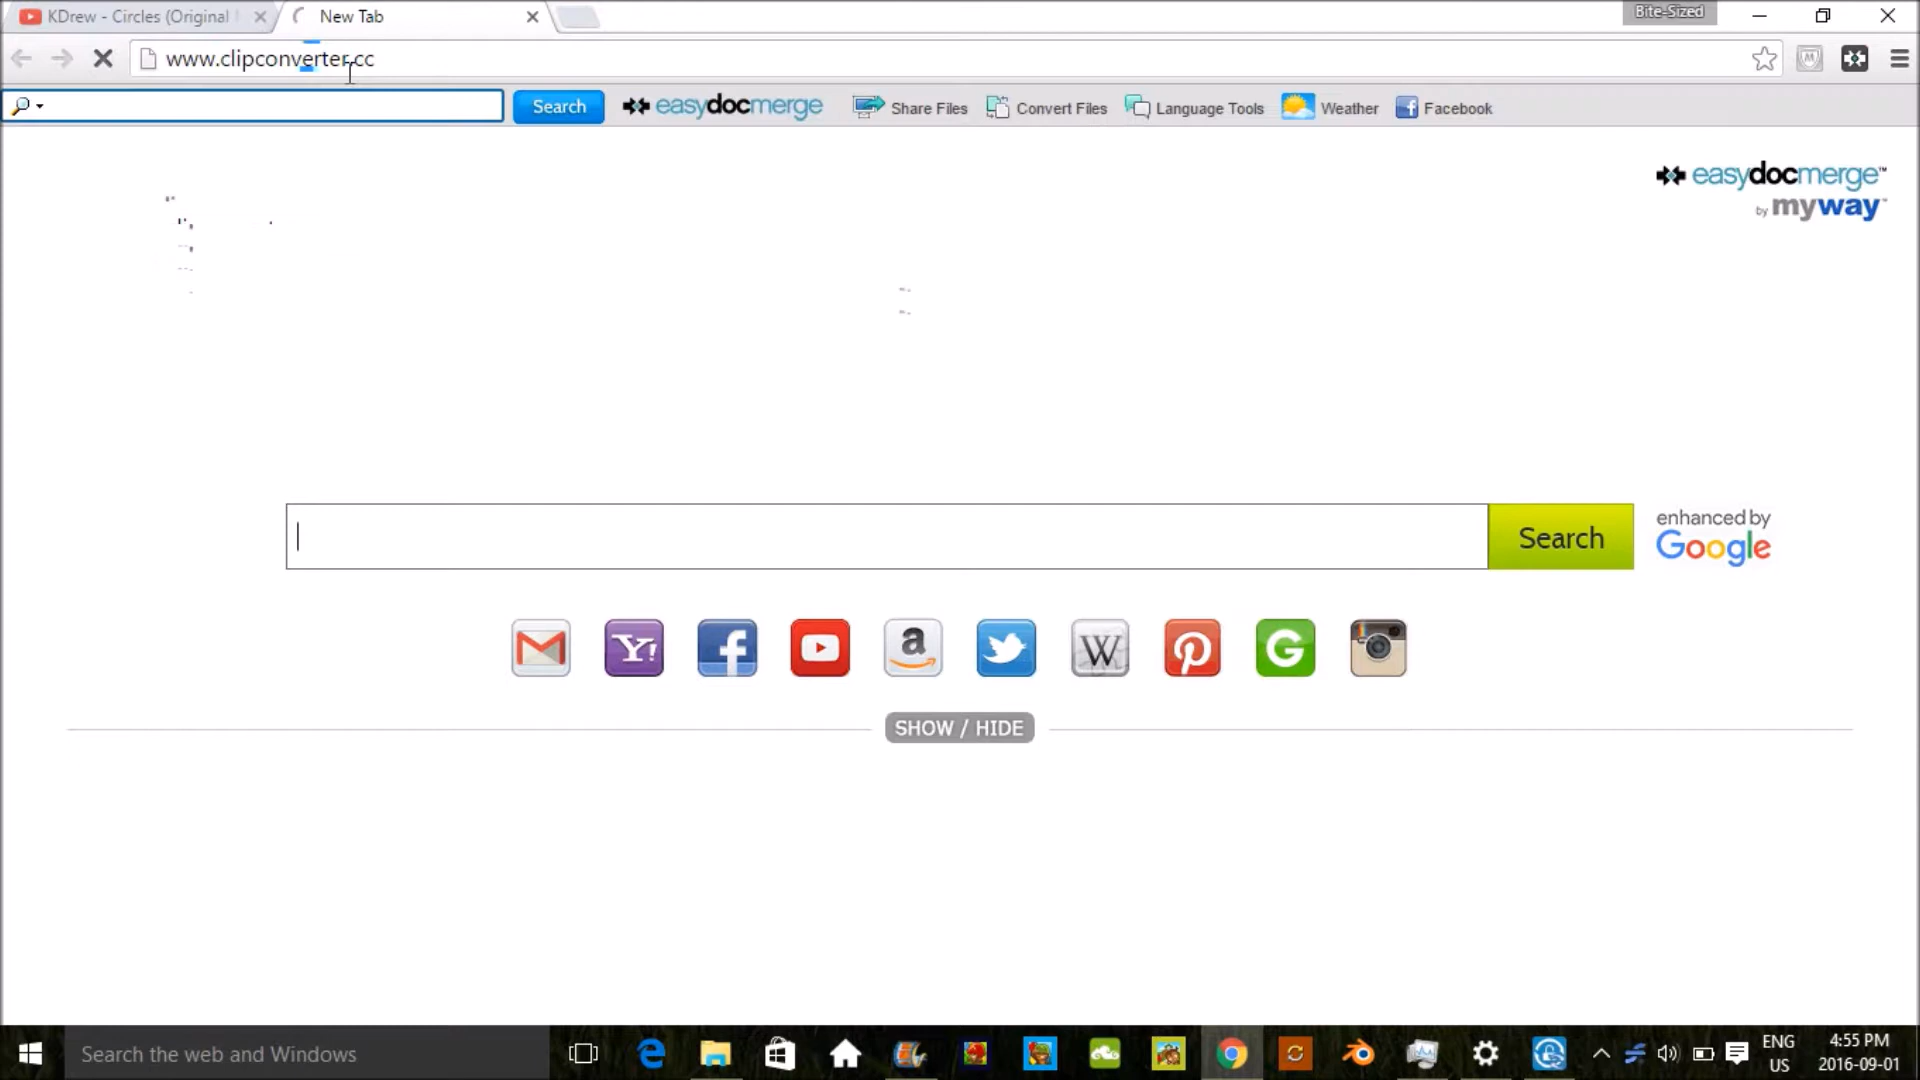 KDrew - Circles (Original
New Tab
Bite-Sized
www.clipconverter.cc
Search
easydocmerge
Share Files
Convert Files
Language Tools
Weather
Facebook
easydocmerge™
by myway™
Search
enhanced by
Google
SHOW / HIDE
Search the web and Windows
ENG
US
4:55 PM
2016-09-01